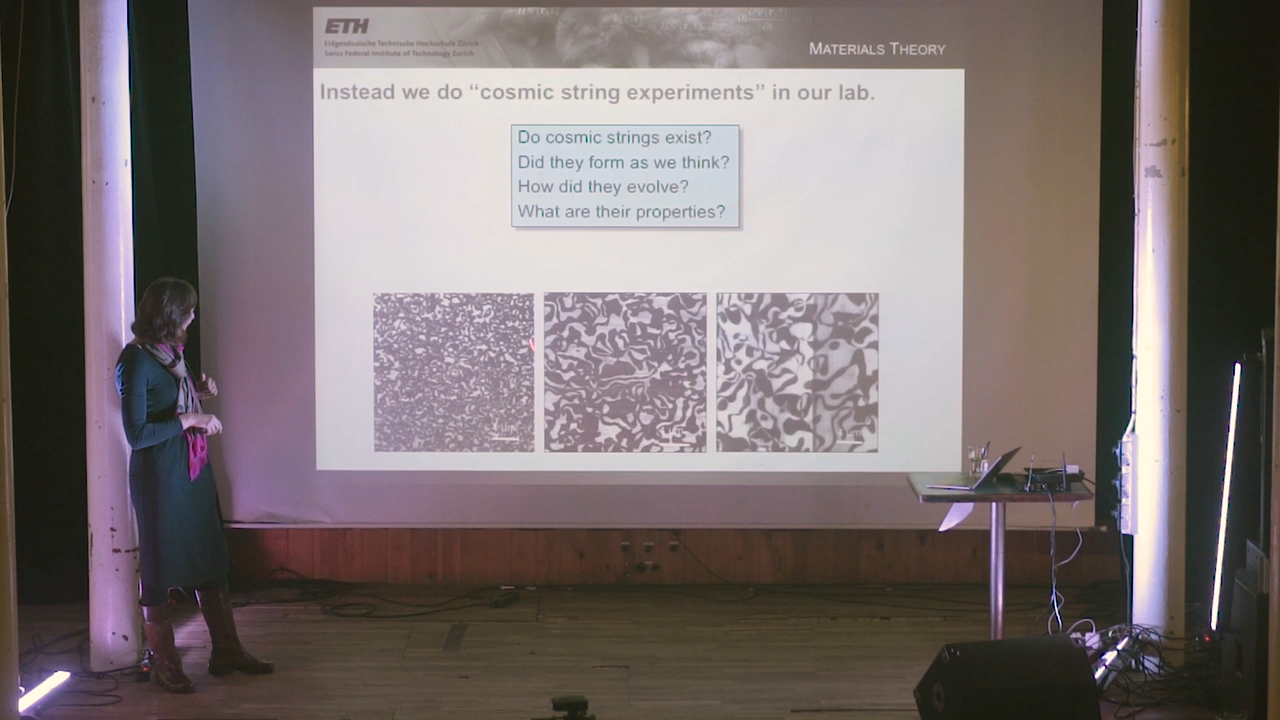 ETH
Eidgenössische Technische Hochschule Zürich
Swiss Federal Institute of Technology Zurich
MATERIALS THEORY
Instead we do “cosmic string experiments” in our lab.
Do cosmic strings exist?
Did they form as we think?
How did they evolve?
What are their properties?